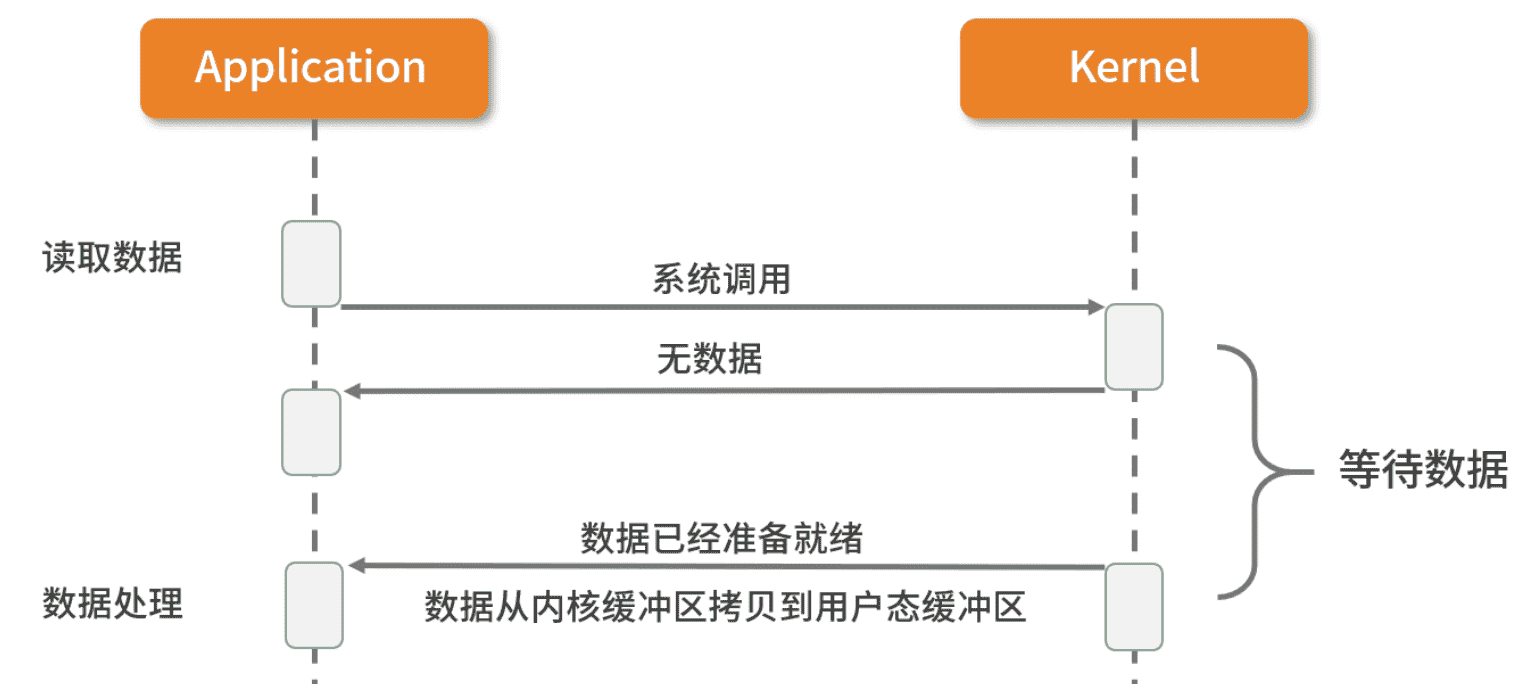 Application
Kernel
读取数据
系统调用
无数据
等待数据
数据已经准备就绪
数据处理
数据从内核缓冲区拷贝到用户态缓冲区